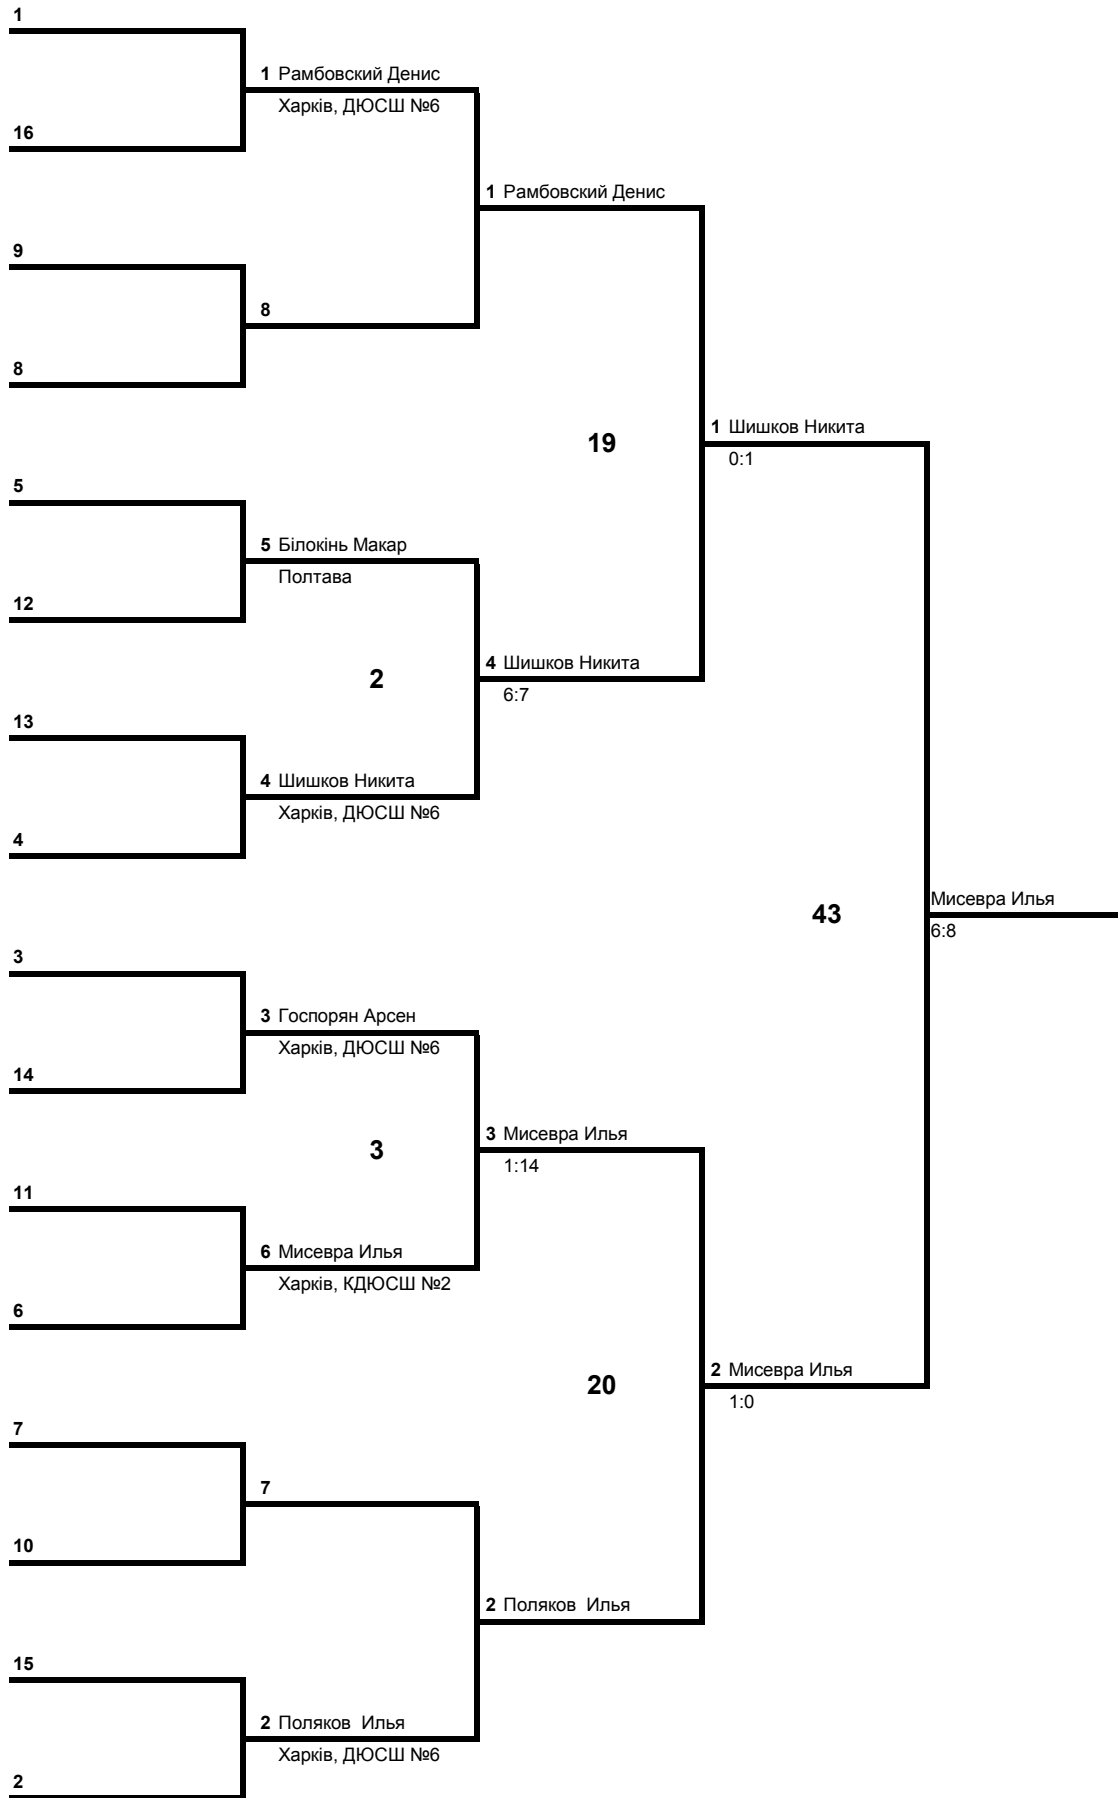 1
1 Рамбовский Денис
Харків, ДЮСШ №6
16
1 Рамбовский Денис
9
8
8
19
1 Шишков Никита
0:1
5
5 Білокінь Макар
Полтава
12
2
4 Шишков Никита
6:7
13
4 Шишков Никита
Харків, ДЮСШ №6
4
43
Мисевра Илья
6:8
3
3 Госпорян Арсен
Харків, ДЮСШ №6
14
3
3 Мисевра Илья
1:14
11
6 Мисевра Илья
Харків, КДЮСШ №2
6
20
2 Мисевра Илья
1:0
7
7
10
2 Поляков  Илья
15
2 Поляков  Илья
Харків, ДЮСШ №6
2